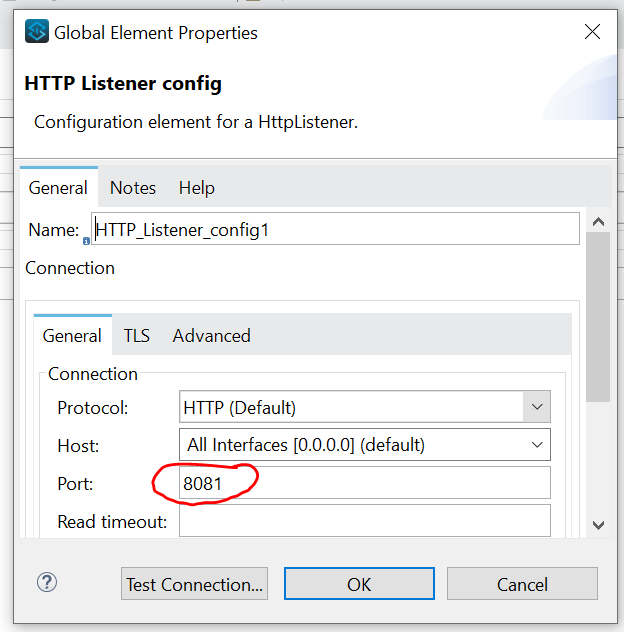 Global Element Properties
HTTP Listener config
Configuration element for a HttpListener.
General Notes Help
Name: HTTP_Listener_config1
Connection
General TLS Advanced
Connection
Protocol: HTTP (Default)
Host: All Interfaces [0.0.0.0] (default)
Port: 8081
Read timeout:
? Test Connection... OK Cancel